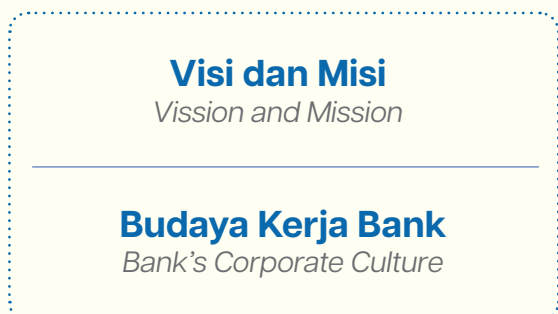 Visi dan Misi
Vission and Mission
Budaya Kerja Bank
Bank's Corporate Culture